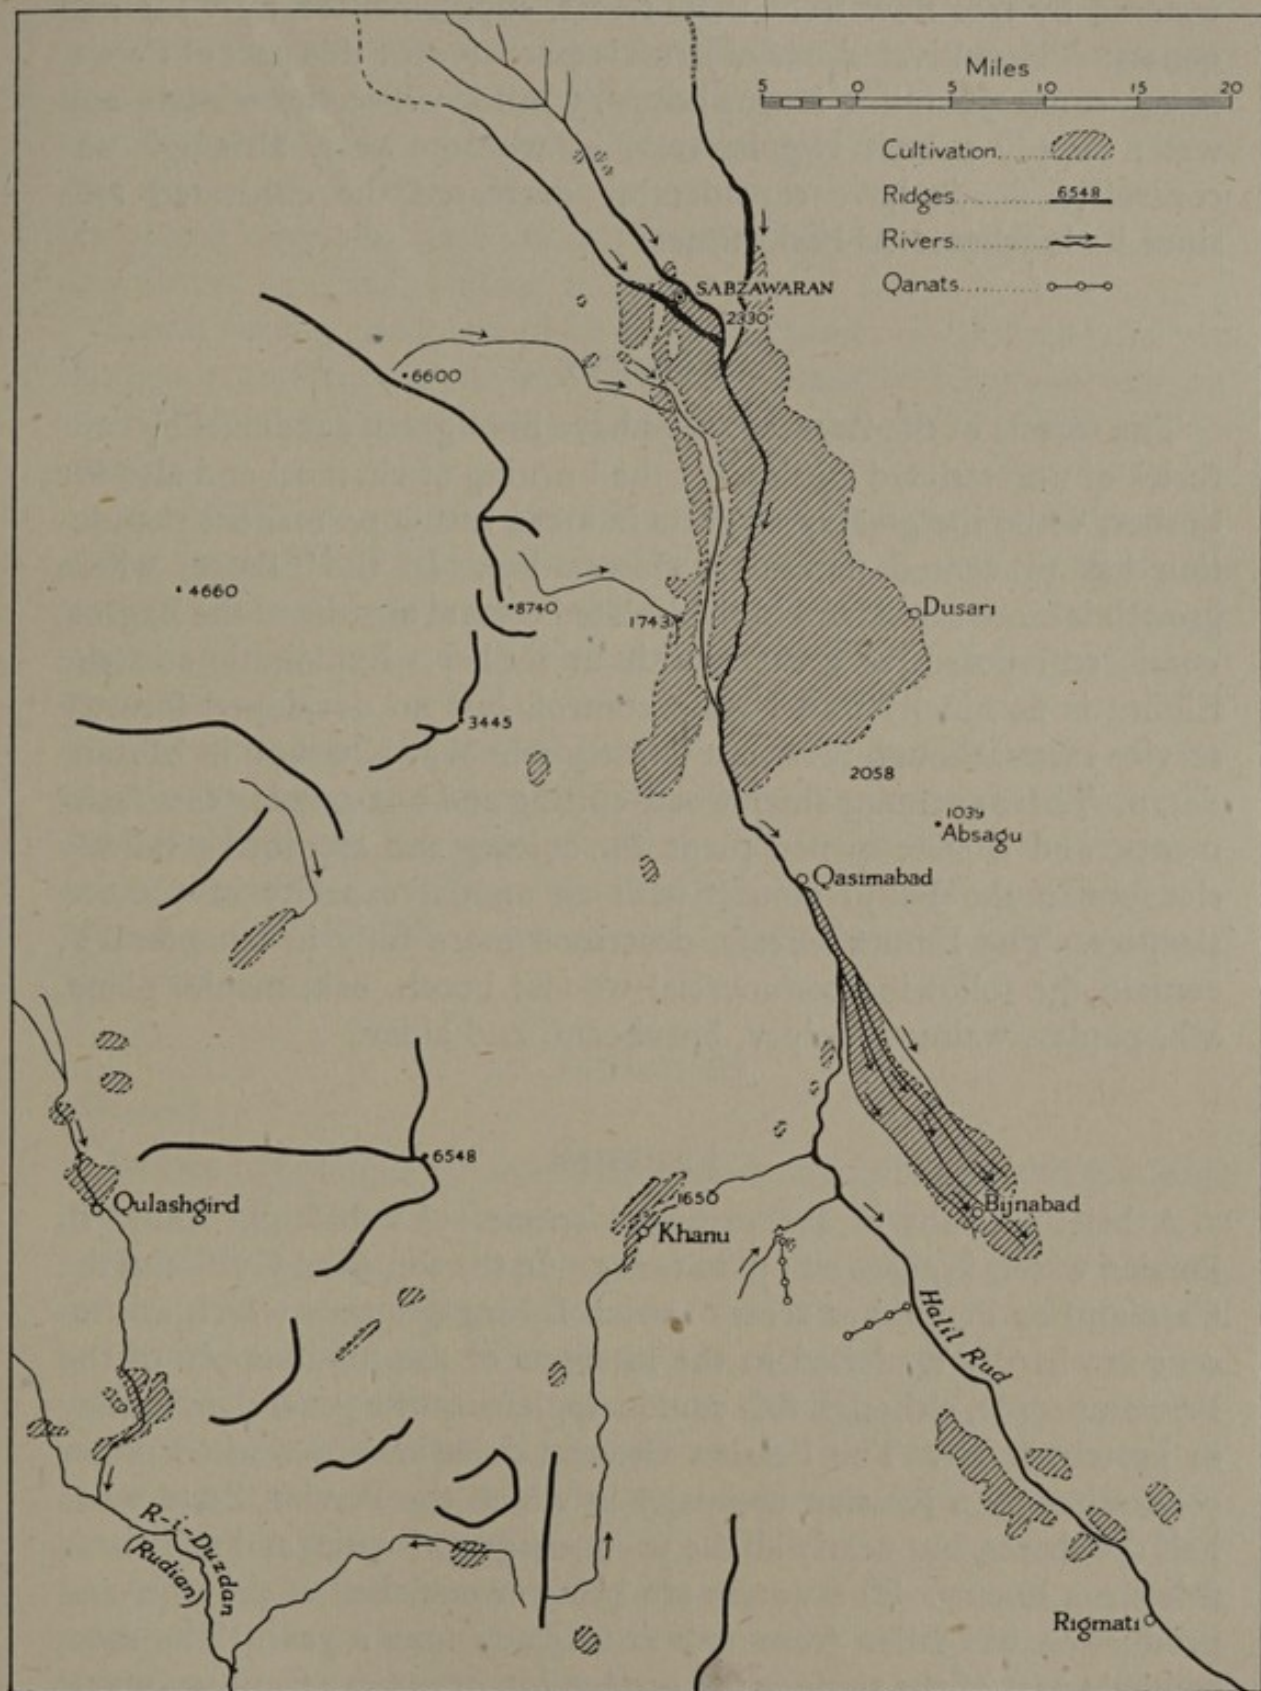 Miles
5 0 5 10 15 20
Cultivation....
Ridges............ 6548
Rivers............
Qanats............
SABZAWARAN
2330
6600
4660
8740
1743
Dusari
3445
2058
1039
Absagu
Qasimabad
6548
Qulashgird
1650
Khanu
Bijnabad
Halil Rud
R-i-Duzdan
(Rudian)
Rigmati